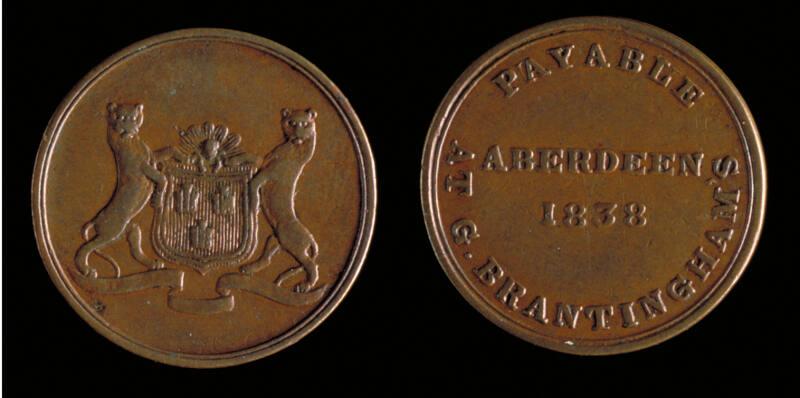 PAYABLE
ABERDEEN
1838
AT G. BRANTINGHAM'S